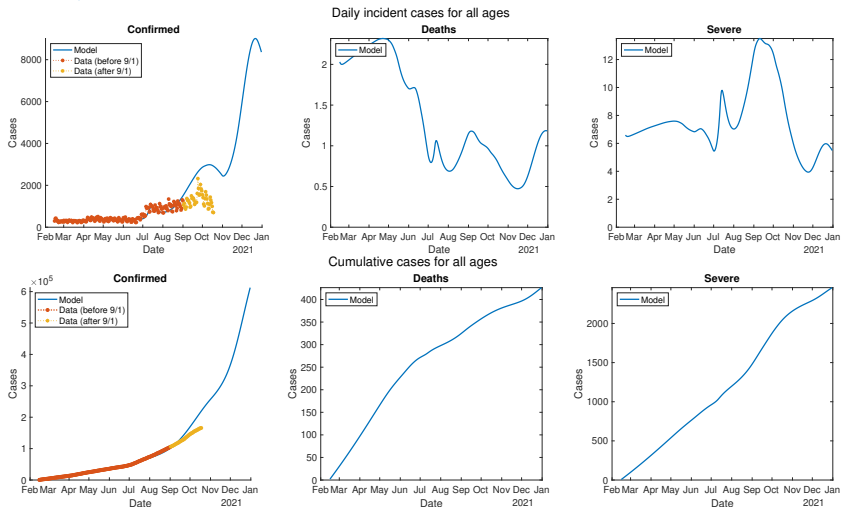 Daily incident cases for all ages
Confirmed
Model
Data (before 9/1)
Data (after 9/1)
8000
6000
4000
2000
0
Cases
Feb Mar Apr May Jun Jul Aug Sep Oct Nov Dec Jan
Date
2021
Deaths
Model
2
1.5
1
0.5
0
Cases
Feb Mar Apr May Jun Jul Aug Sep Oct Nov Dec Jan
Date
2021
Severe
Model
12
10
8
6
4
2
0
Cases
Feb Mar Apr May Jun Jul Aug Sep Oct Nov Dec Jan
Date
2021
Cumulative cases for all ages
Confirmed
×10⁵
Model
Data (before 9/1)
Data (after 9/1)
6
5
4
3
2
1
0
Cases
Feb Mar Apr May Jun Jul Aug Sep Oct Nov Dec Jan
Date
2021
Deaths
Model
400
350
300
250
200
150
100
50
0
Cases
Feb Mar Apr May Jun Jul Aug Sep Oct Nov Dec Jan
Date
2021
Severe
Model
2000
1500
1000
500
0
Cases
Feb Mar Apr May Jun Jul Aug Sep Oct Nov Dec Jan
Date
2021